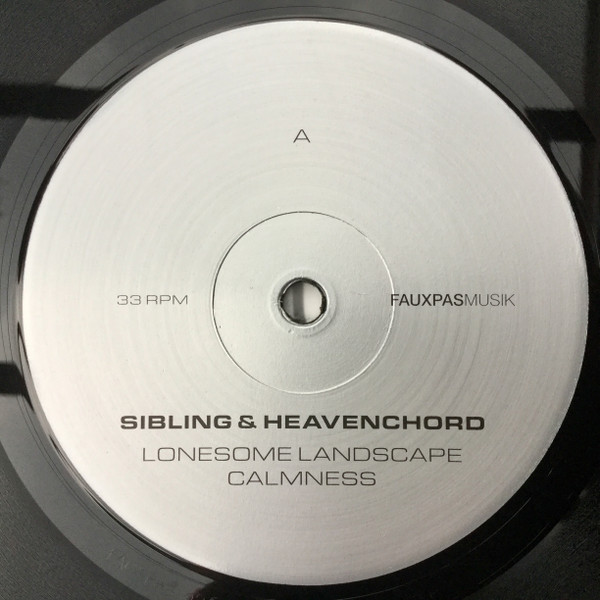 A
33 RPM
FAUXPASMUSIK
SIBLING & HEAVENCHORD
LONESOME LANDSCAPE
CALMNESS